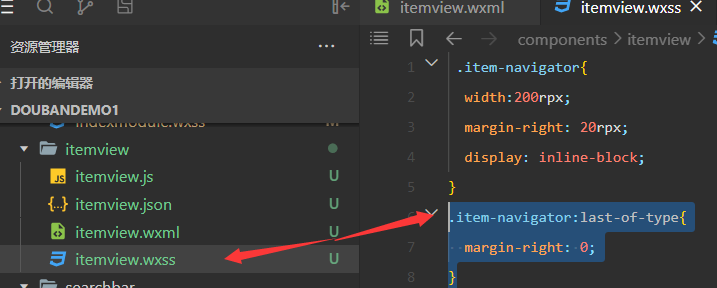 资源管理器
打开的编辑器
DOUBANDEMO1
indexmodule.wxss
itemview
U
itemview.js
U
itemview.json
U
itemview.wxml
U
itemview.wxss
U
searchbar
itemview.wxml
itemview.wxss
components > itemview >
1 .item-navigator{
2 width:200rpx;
3 margin-right: 20rpx;
4 display: inline-block;
5 }
.item-navigator:last-of-type{
7 margin-right: 0;
8 }